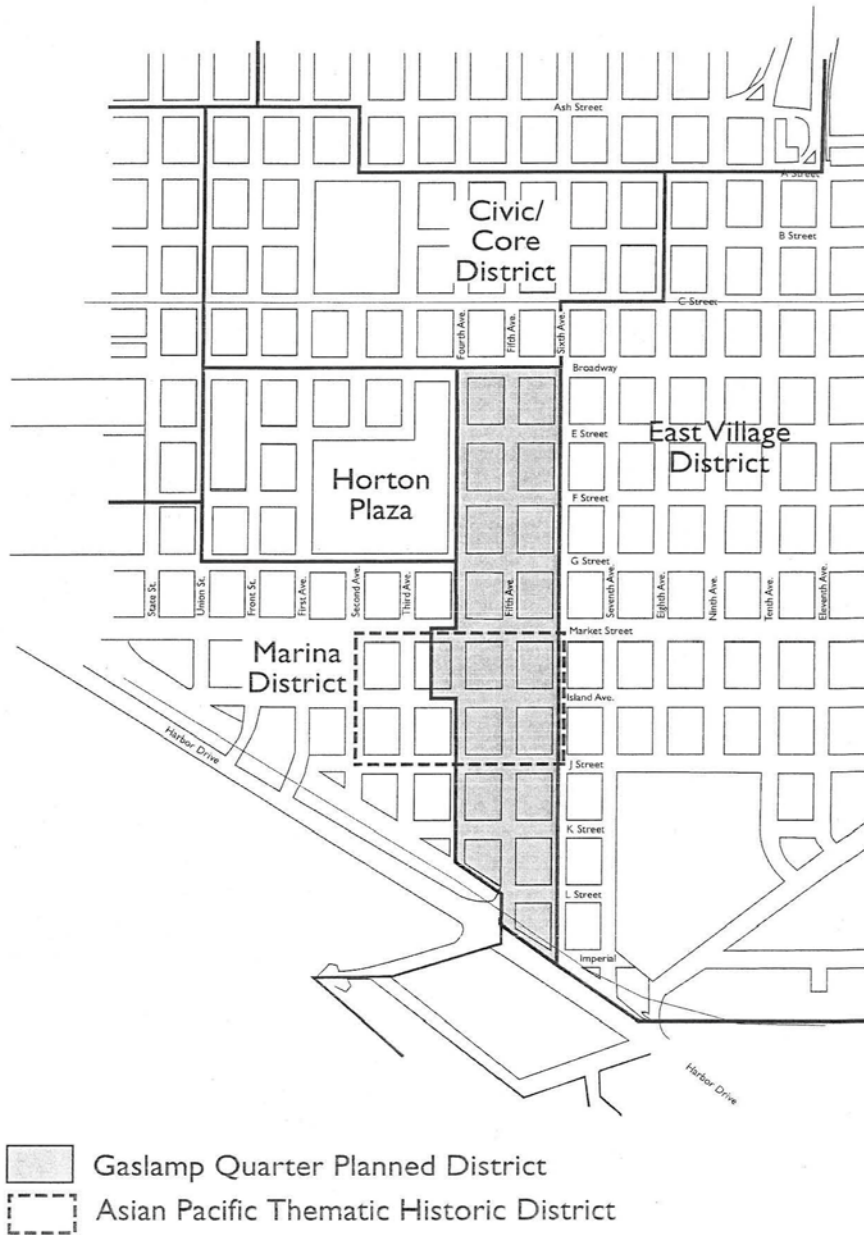 Ash Street
A Street
Civic/
Core
District
B Street
C Street
Fourth Ave.
Fifth Ave.
Sixth Ave.
Broadway
East Village
District
E Street
Horton
Plaza
F Street
G Street
State St.
Union St.
Front St.
First Ave.
Second Ave.
Third Ave.
Fifth Ave.
Seventh Ave.
Eighth Ave.
Ninth Ave.
Tenth Ave.
Eleventh Ave.
Market Street
Marina
District
Island Ave.
Harbor Drive
J Street
K Street
L Street
Imperial
Harbor Drive
Gaslamp Quarter Planned District
Asian Pacific Thematic Historic District